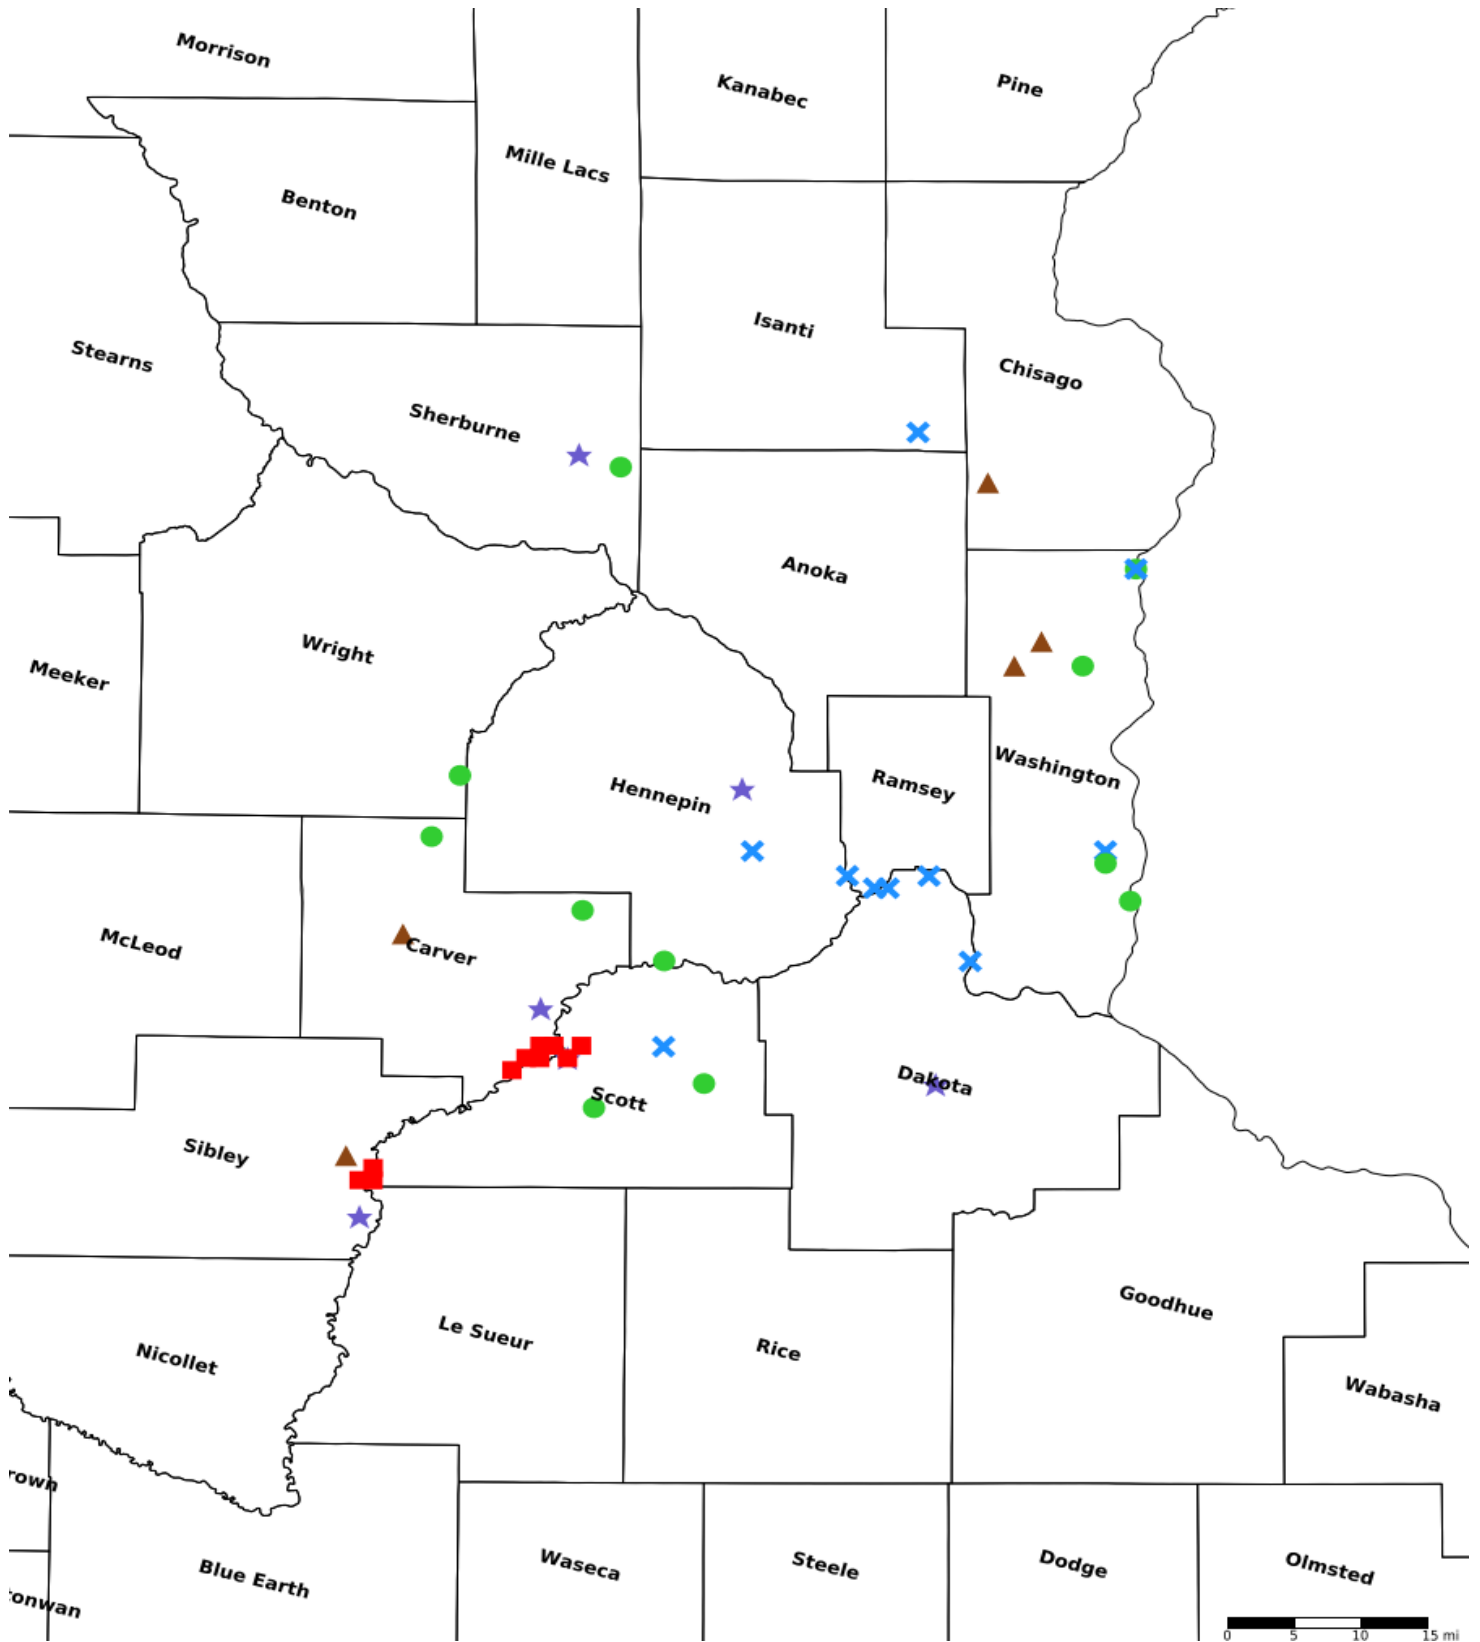 Morrison
Kanabec
Pine
Mille Lacs
Benton
Isanti
Stearns
Chisago
Sherburne
Anoka
Wright
Meeker
Washington
Hennepin
Ramsey
McLeod
Carver
Dakota
Scott
Sibley
Goodhue
Le Sueur
Rice
Nicollet
Wabasha
rown
Waseca
Steele
Dodge
Olmsted
Blue Earth
onwan
0 5 10 15 mi